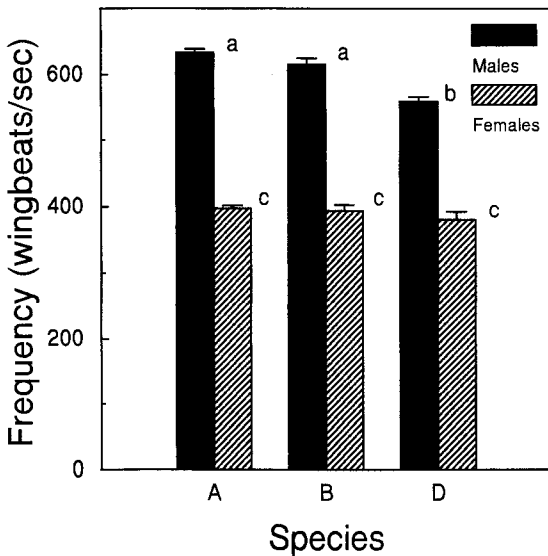 Frequency (wingbeats/sec)
600
400
200
0
a
c
a
c
b
c
Males
Females
A
B
D
Species